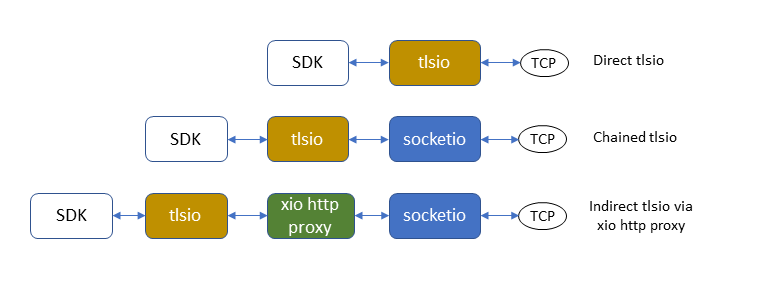 SDK tlsio TCP Direct tlsio
SDK tlsio socketio TCP Chained tlsio
SDK tlsio xio http proxy socketio TCP Indirect tlsio via
xio http proxy